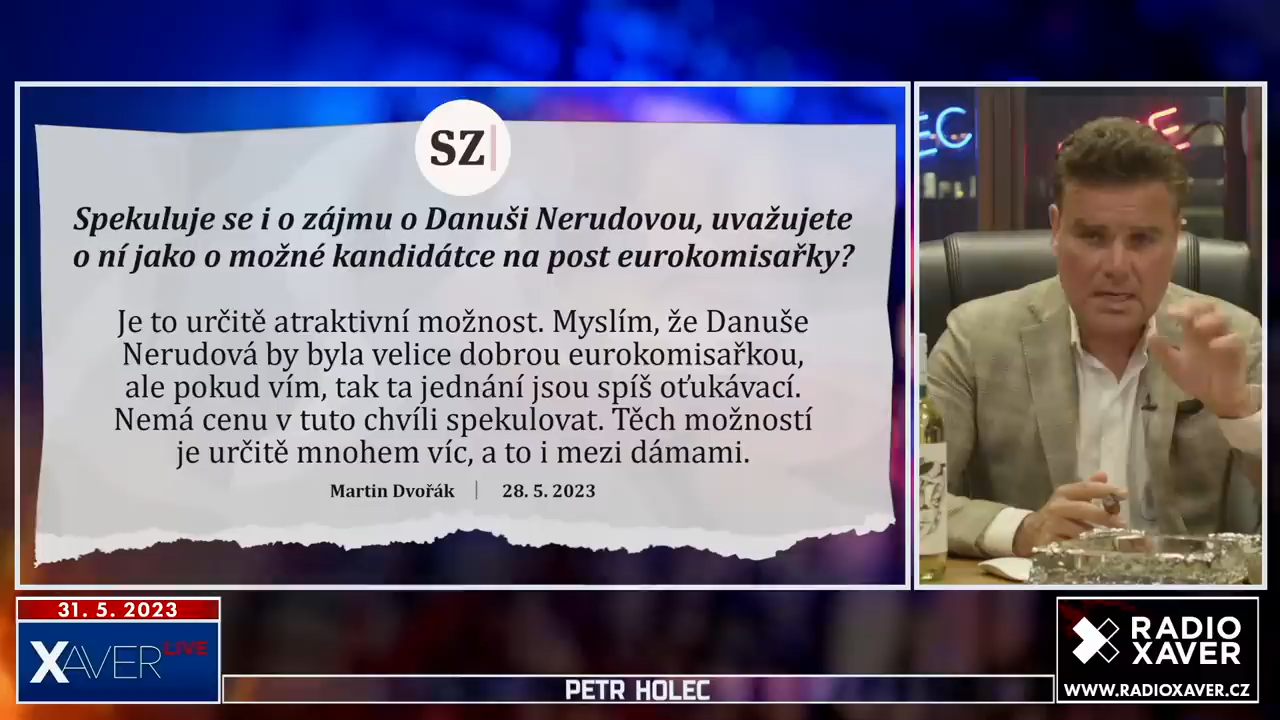 SZ
Spekuluje se i o zájmu o Danuši Nerudovou, uvažujete
o ní jako o možné kandidátce na post eurokomisařky?
Je to určitě atraktivní možnost. Myslím, že Danuše
Nerudová by byla velice dobrou eurokomisařkou,
ale pokud vím, tak ta jednání jsou spíš oťukávací.
Nemá cenu v tuto chvíli spekulovat. Těch možností
je určitě mnohem víc, a to i mezi dámami.
Martin Dvořák | 28. 5. 2023
EC
E
31. 5. 2023
XAVER LIVE
PETR HOLEC
RADIO
XAVER
WWW.RADIOXAVER.CZ